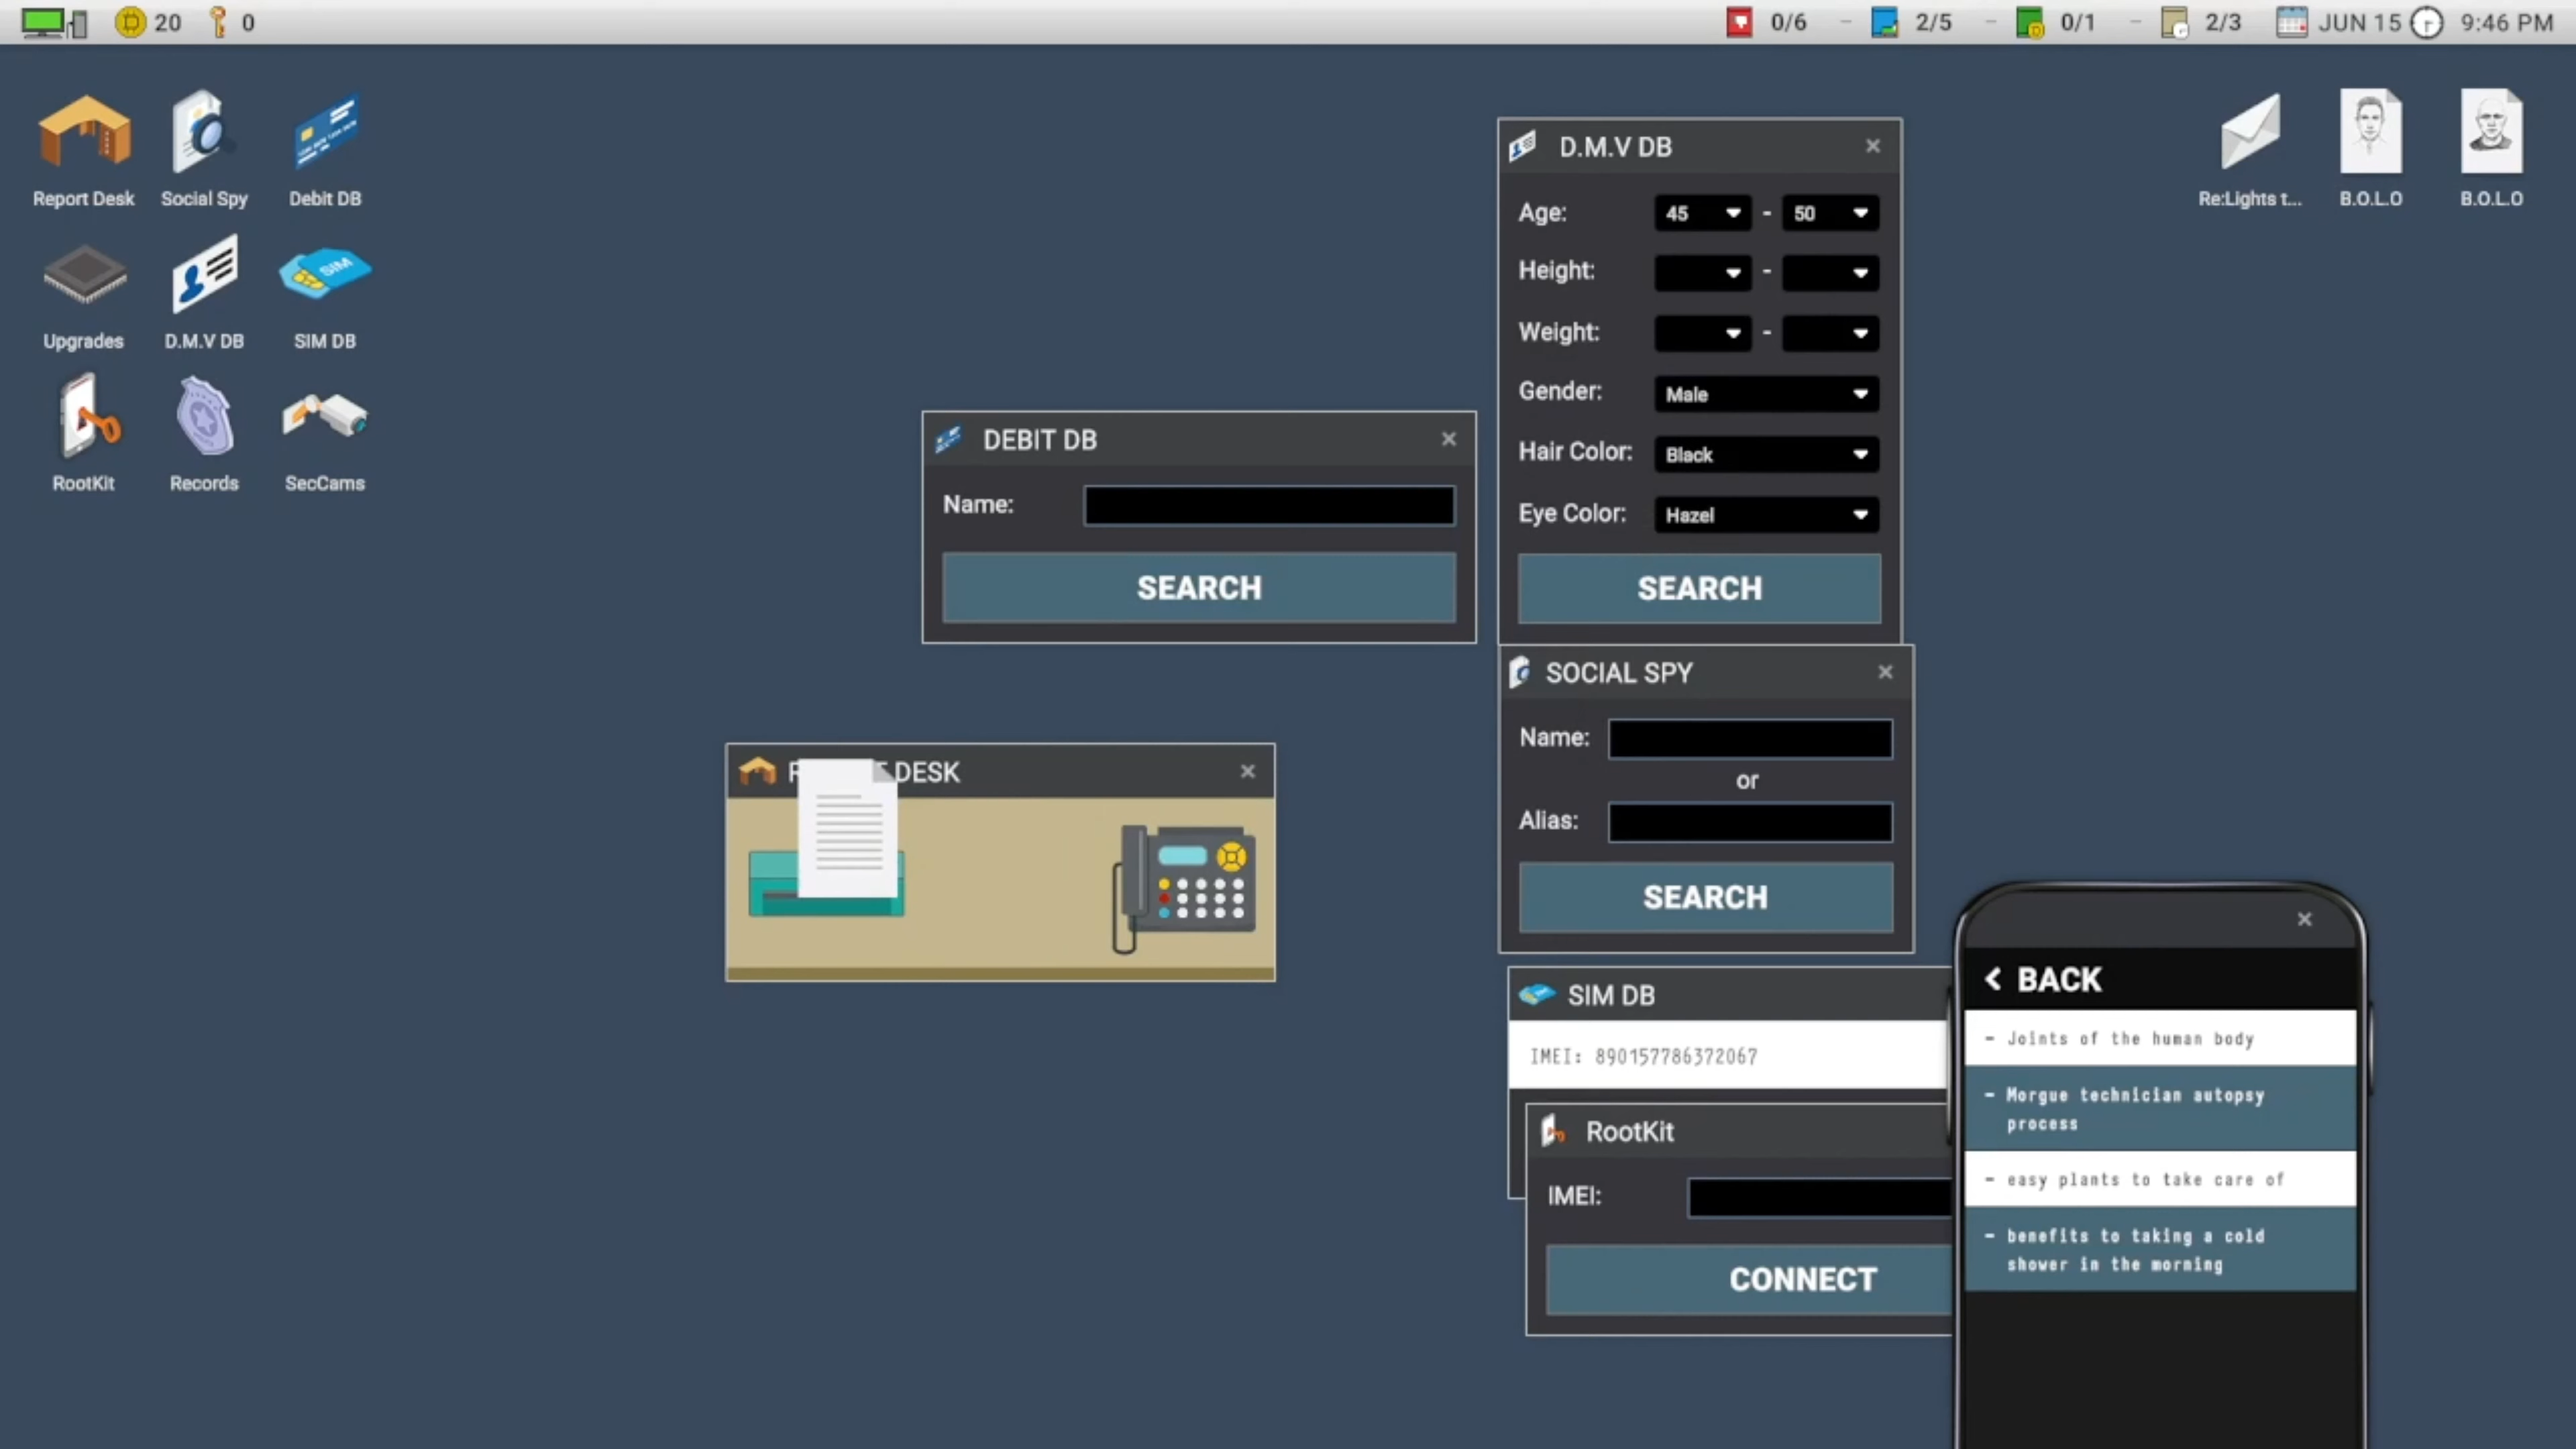 20
0
0/6
2/5
0/1
2/3
JUN 15
9:46 PM
Report Desk
Social Spy
Debit DB
Upgrades
D.M.V DB
SIM DB
RootKit
Records
SecCams
Re:Lights t...
B.O.L.O
B.O.L.O
D.M.V DB
Age: 45 - 50
Height: -
Weight: -
Gender: Male
Hair Color: Black
Eye Color: Hazel
SEARCH
DEBIT DB
Name:
SEARCH
DESK
SOCIAL SPY
Name:
or
Alias:
SEARCH
SIM DB
IMEI: 890157786372067
RootKit
IMEI:
CONNECT
BACK
- Joints of the human body
- Morgue technician autopsy
process
- easy plants to take care of
- benefits to taking a cold
shower in the morning